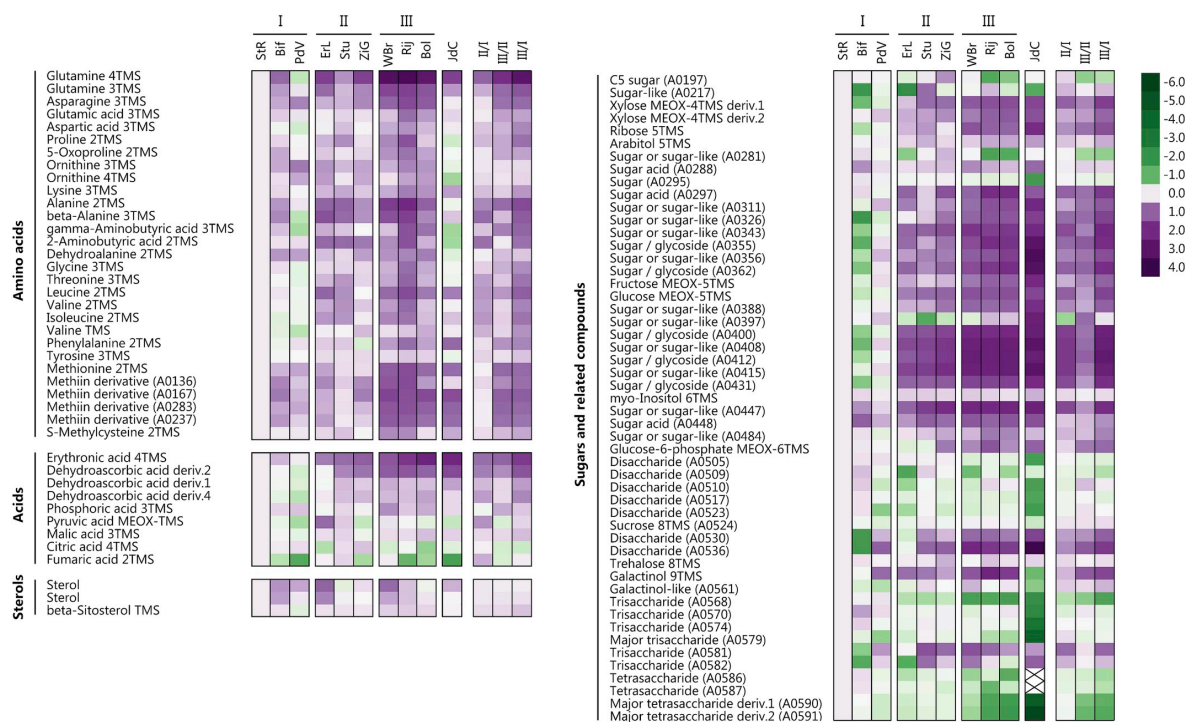 I II III
StR Bif PdV ErL Stu ZiG WBr Rij Bol JdC II/I III/II III/I
Amino acids
Glutamine 4TMS
Glutamine 3TMS
Asparagine 3TMS
Glutamic acid 3TMS
Aspartic acid 3TMS
Proline 2TMS
5-Oxoproline 2TMS
Ornithine 3TMS
Ornithine 4TMS
Lysine 3TMS
Alanine 2TMS
beta-Alanine 3TMS
gamma-Aminobutyric acid 3TMS
2-Aminobutyric acid 2TMS
Dehydroalanine 2TMS
Glycine 3TMS
Threonine 3TMS
Leucine 2TMS
Valine 2TMS
Isoleucine 2TMS
Valine TMS
Phenylalanine 2TMS
Tyrosine 3TMS
Methionine 2TMS
Methiin derivative (A0136)
Methiin derivative (A0167)
Methiin derivative (A0283)
Methiin derivative (A0237)
S-Methylcysteine 2TMS
Acids
Erythronic acid 4TMS
Dehydroascorbic acid deriv.2
Dehydroascorbic acid deriv.1
Dehydroascorbic acid deriv.4
Phosphoric acid 3TMS
Pyruvic acid MEOX-TMS
Malic acid 3TMS
Citric acid 4TMS
Fumaric acid 2TMS
Sterols
Sterol
Sterol
beta-Sitosterol TMS
I II III
StR Bif PdV ErL Stu ZiG WBr Rij Bol JdC II/I III/II III/I
Sugars and related compounds
C5 sugar (A0197)
Sugar-like (A0217)
Xylose MEOX-4TMS deriv.1
Xylose MEOX-4TMS deriv.2
Ribose 5TMS
Arabitol 5TMS
Sugar or sugar-like (A0281)
Sugar acid (A0288)
Sugar (A0295)
Sugar acid (A0297)
Sugar or sugar-like (A0311)
Sugar or sugar-like (A0326)
Sugar or sugar-like (A0343)
Sugar / glycoside (A0355)
Sugar or sugar-like (A0356)
Sugar / glycoside (A0362)
Fructose MEOX-5TMS
Glucose MEOX-5TMS
Sugar or sugar-like (A0388)
Sugar or sugar-like (A0397)
Sugar / glycoside (A0400)
Sugar or sugar-like (A0408)
Sugar / glycoside (A0412)
Sugar or sugar-like (A0415)
Sugar / glycoside (A0431)
myo-Inositol 6TMS
Sugar or sugar-like (A0447)
Sugar acid (A0448)
Sugar or sugar-like (A0484)
Glucose-6-phosphate MEOX-6TMS
Disaccharide (A0505)
Disaccharide (A0509)
Disaccharide (A0510)
Disaccharide (A0517)
Disaccharide (A0523)
Sucrose 8TMS (A0524)
Disaccharide (A0530)
Disaccharide (A0536)
Trehalose 8TMS
Galactinol 9TMS
Galactinol-like (A0561)
Trisaccharide (A0568)
Trisaccharide (A0570)
Trisaccharide (A0574)
Major trisaccharide (A0579)
Trisaccharide (A0581)
Trisaccharide (A0582)
Tetrasaccharide (A0586)
Tetrasaccharide (A0587)
Major tetrasaccharide deriv.1 (A0590)
Major tetrasaccharide deriv.2 (A0591)
-6.0
-5.0
-4.0
-3.0
-2.0
-1.0
0.0
1.0
2.0
3.0
4.0